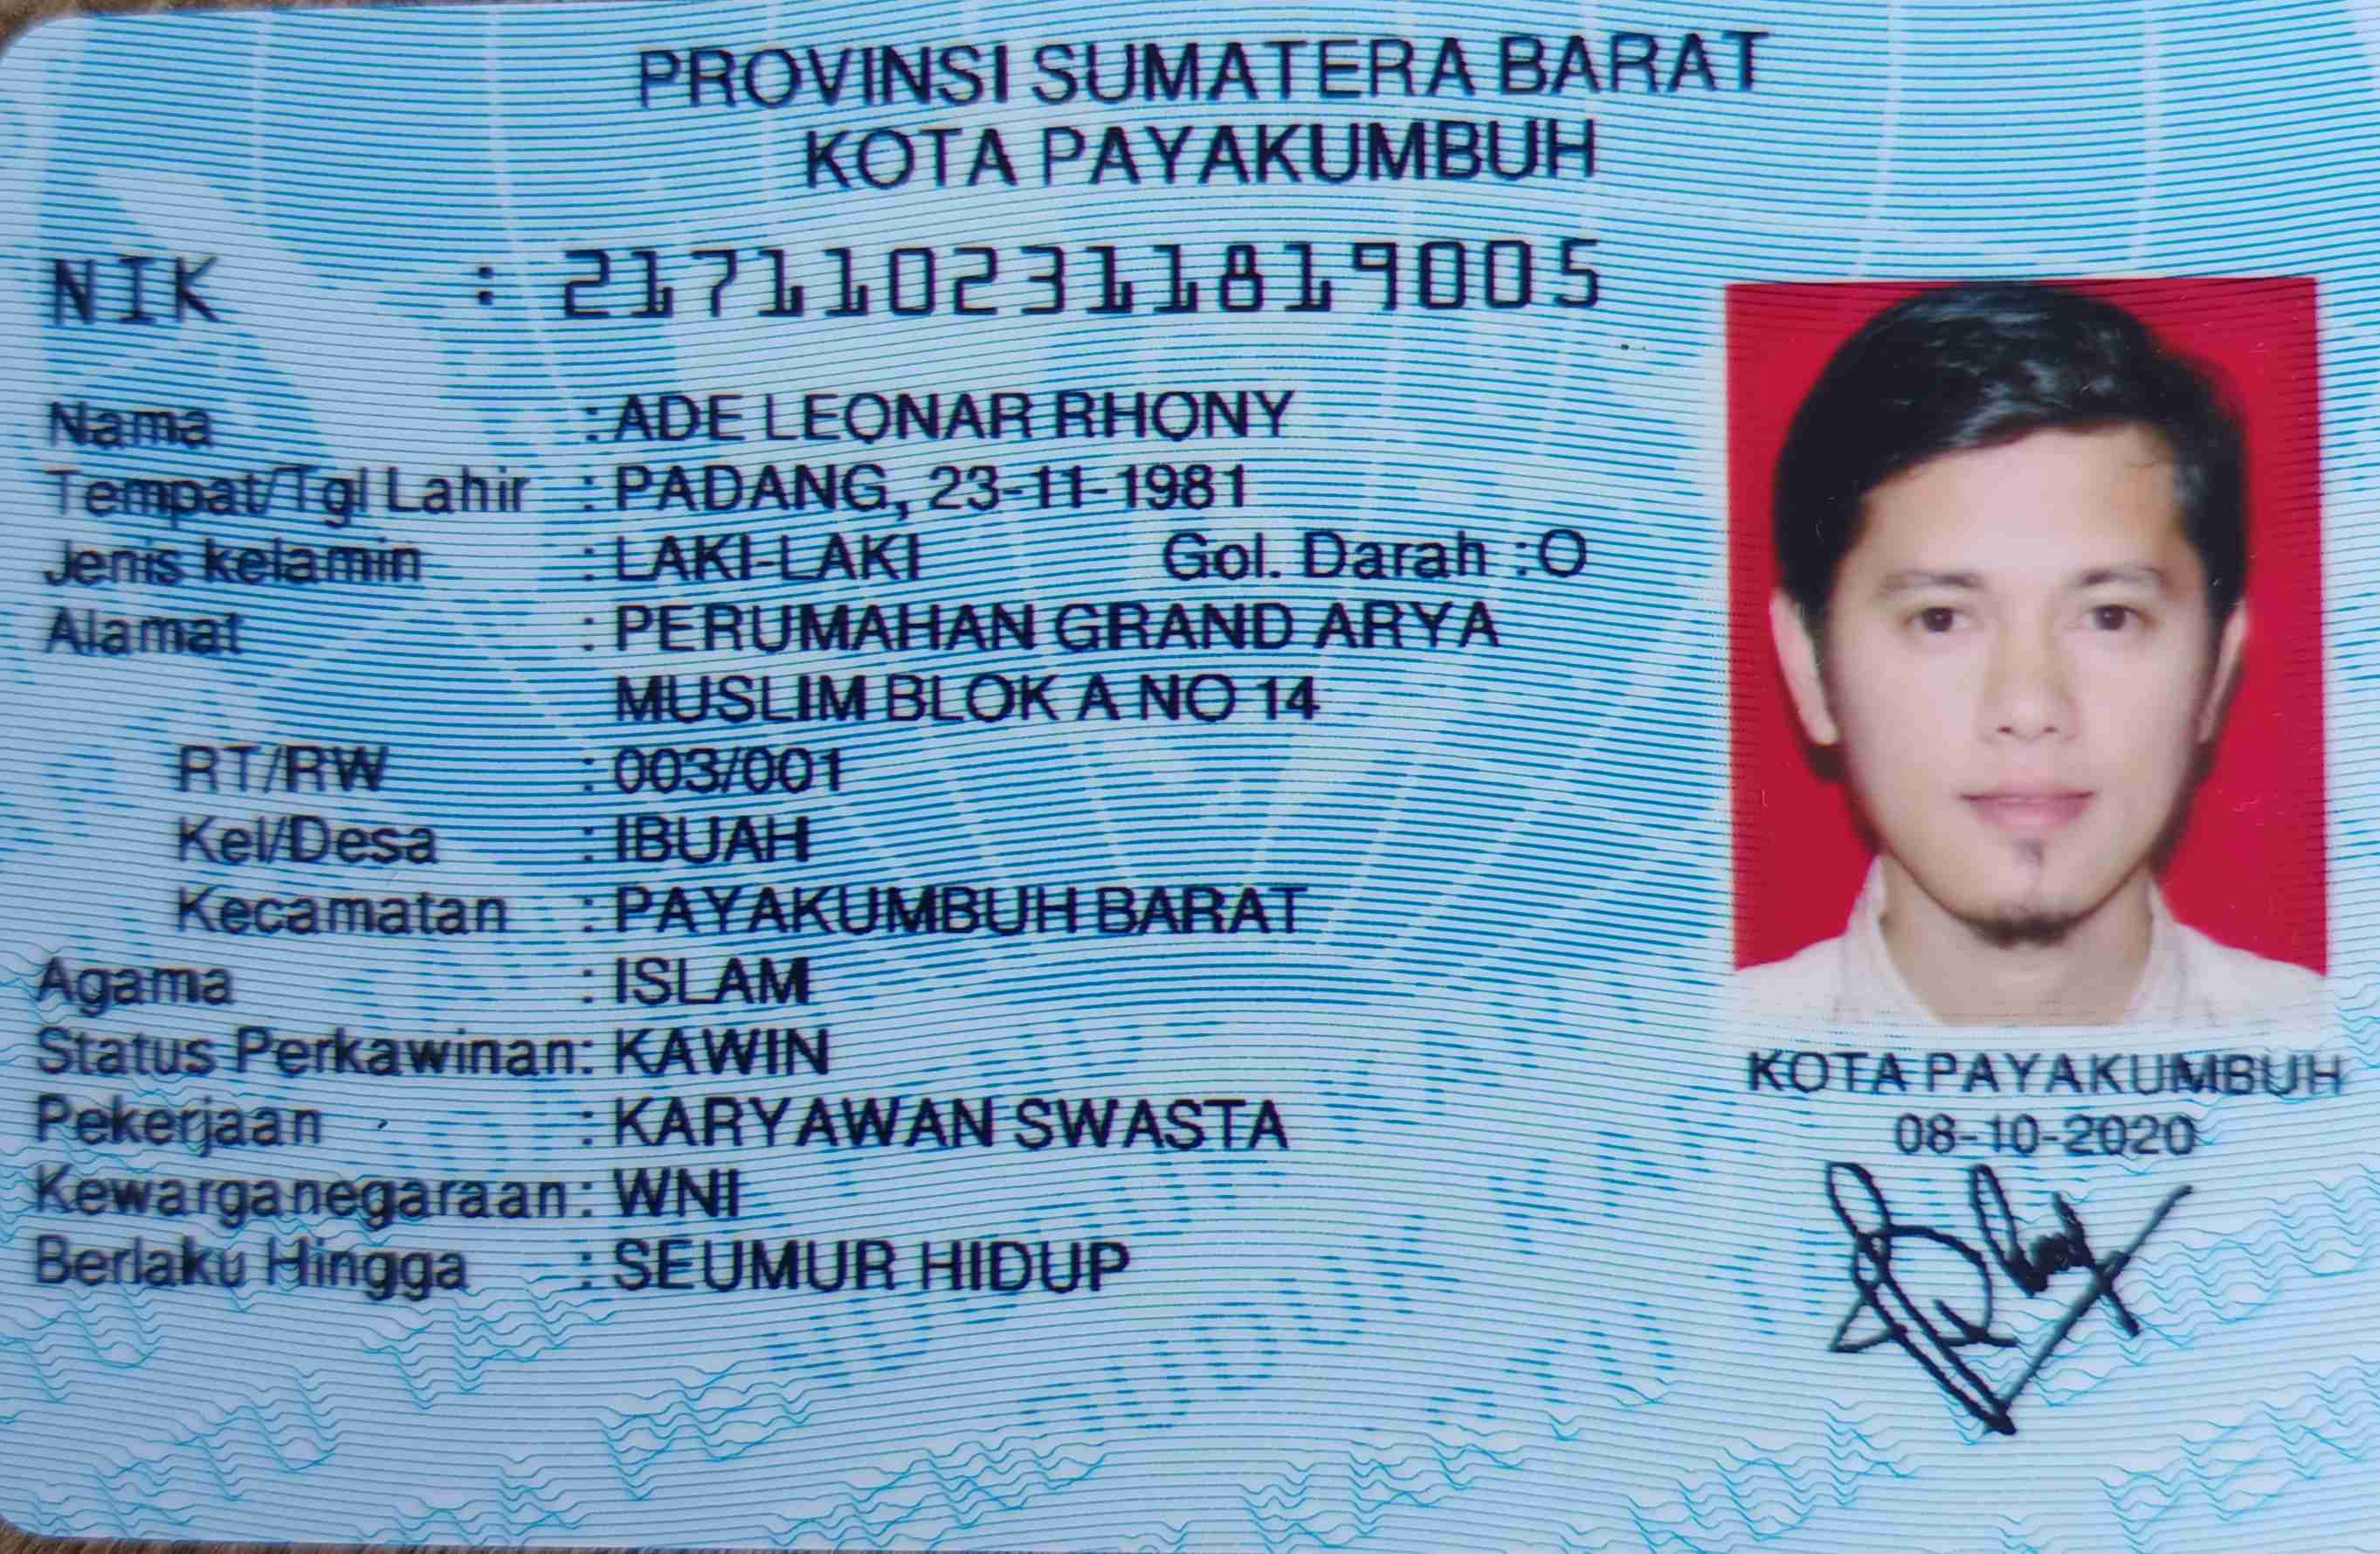 PROVINSI SUMATERA BARAT
KOTA PAYAKUMBUH
NIK : 2171102311819005
Nama : ADE LEONAR RHONY
Tempat/Tgl Lahir : PADANG, 23-11-1981
Jenis kelamin : LAKI-LAKI Gol. Darah : O
Alamat : PERUMAHAN GRAND ARYA
MUSLIM BLOK A NO 14
RT/RW : 003/001
Kel/Desa : IBUAH
Kecamatan : PAYAKUMBUH BARAT
Agama : ISLAM
Status Perkawinan: KAWIN
Pekerjaan : KARYAWAN SWASTA
Kewarganegaraan: WNI
Berlaku Hingga : SEUMUR HIDUP
KOTA PAYAKUMBUH
08-10-2020